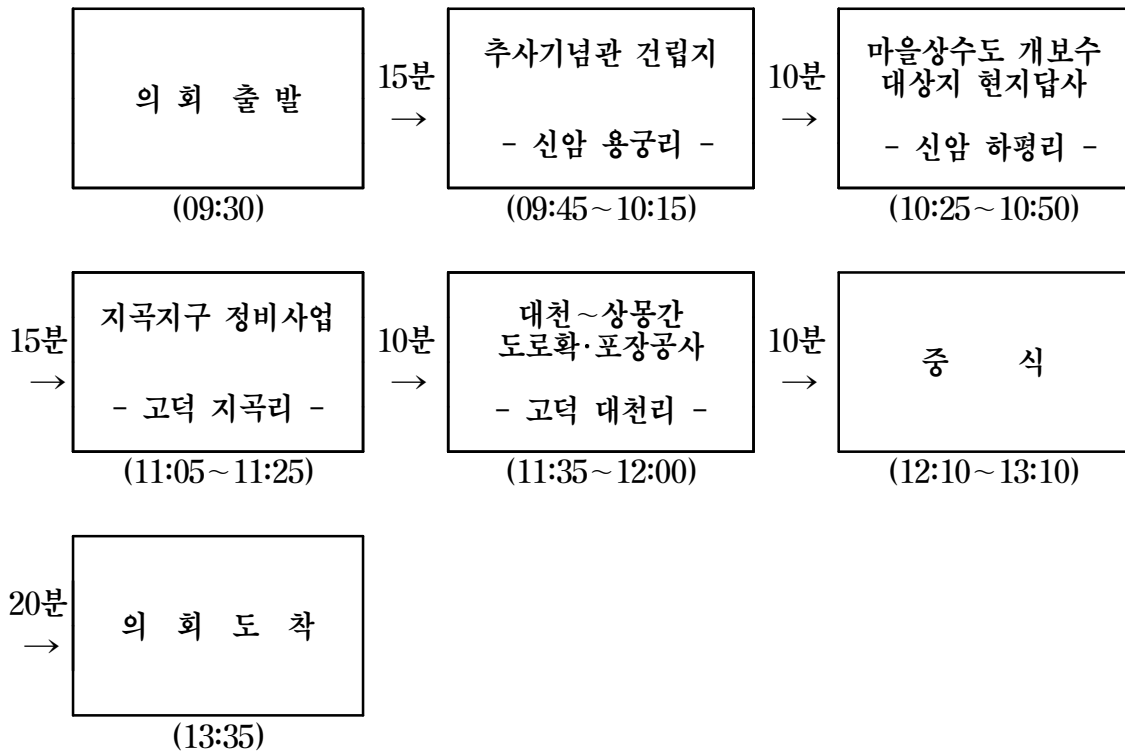 의 회 출 발
(09:30)
15분
→
추사기념관 건립지
- 신암 용궁리 -
(09:45～10:15)
10분
→
마을상수도 개보수
대상지 현지답사
- 신암 하평리 -
(10:25～10:50)
15분
→
지곡지구 정비사업
- 고덕 지곡리 -
(11:05～11:25)
10분
→
대천～상몽간
도로확·포장공사
- 고덕 대천리 -
(11:35～12:00)
10분
→
중 식
(12:10～13:10)
20분
→
의 회 도 착
(13:35)